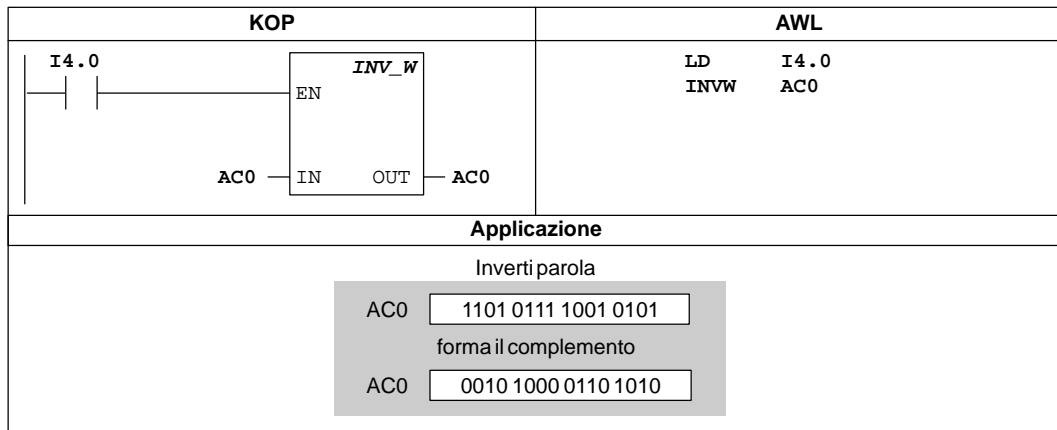 KOP
AWL
I4.0
INV_W
EN
AC0
IN
OUT
AC0
LD I4.0
INVW AC0
Applicazione
Inverti parola
AC0 1101 0111 1001 0101
forma il complemento
AC0 0010 1000 0110 1010